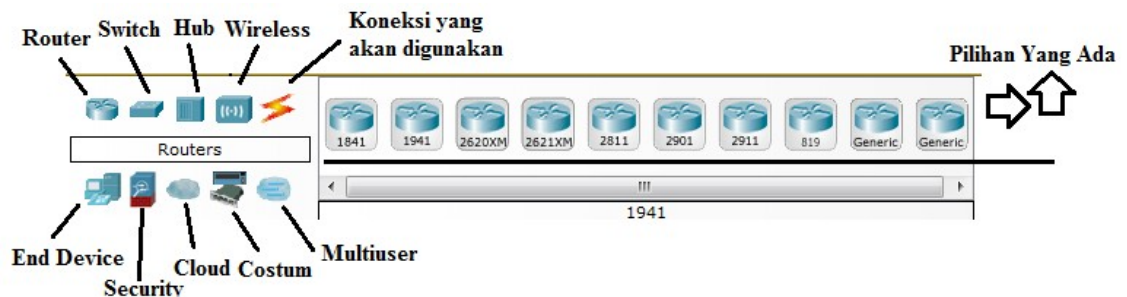 Router Switch Hub Wireless Koneksi yang
akan digunakan
Pilihan Yang Ada
Routers
1841 1941 2620XM 2621XM 2811 2901 2911 819 Generic Generic
1941
End Device Security Cloud Costum Multiuser